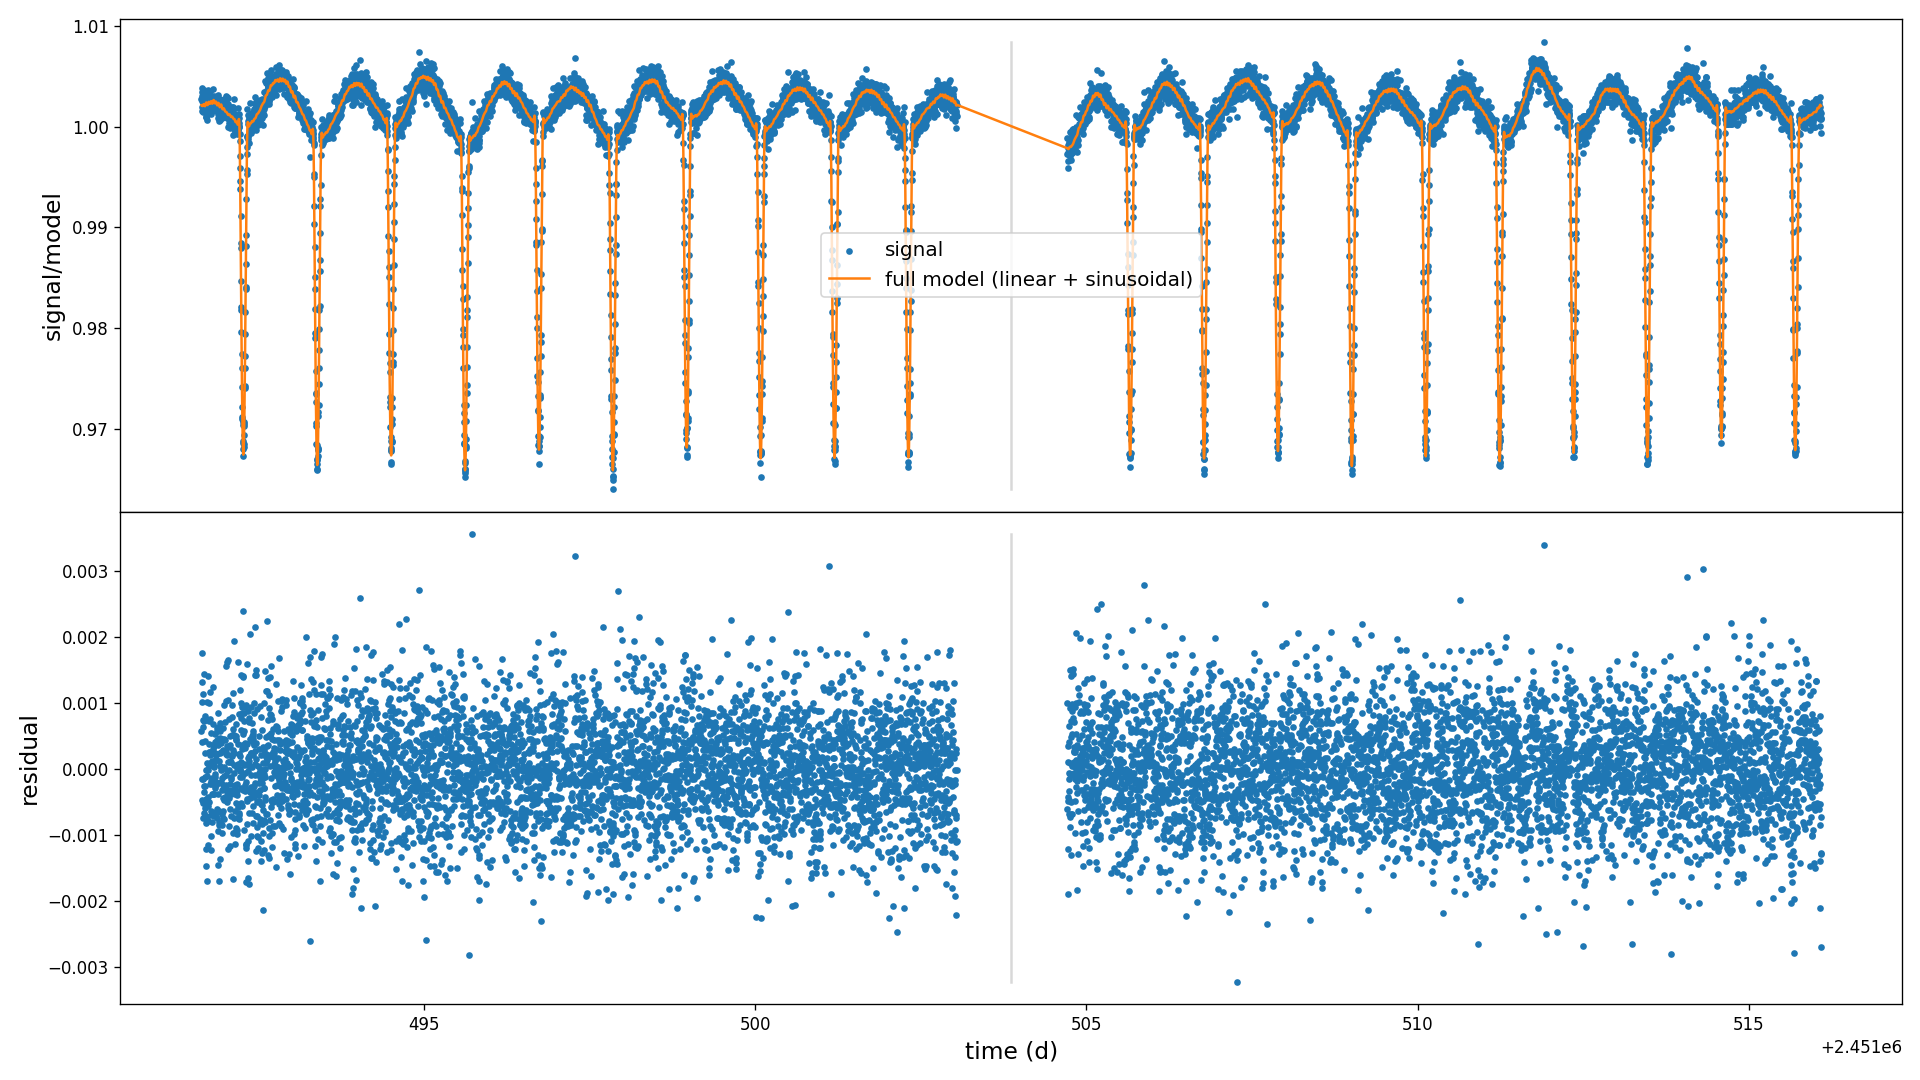 1.01
1.00
0.99
0.98
0.97
signal/model
signal
full model (linear + sinusoidal)
0.003
0.002
0.001
0.000
−0.001
−0.002
−0.003
residual
495
500
505
510
515
time (d)
+2.451e6